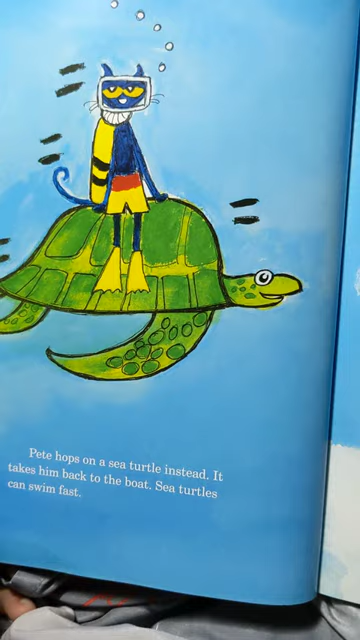 Pete hops on a sea turtle instead. It
takes him back to the boat. Sea turtles
can swim fast.